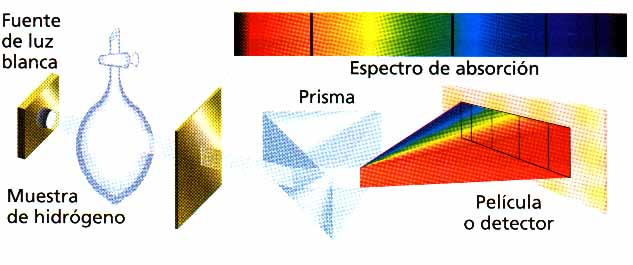 Fuente
de luz
blanca
Espectro de absorción
Prisma
Muestra
de hidrógeno
Película
o detector